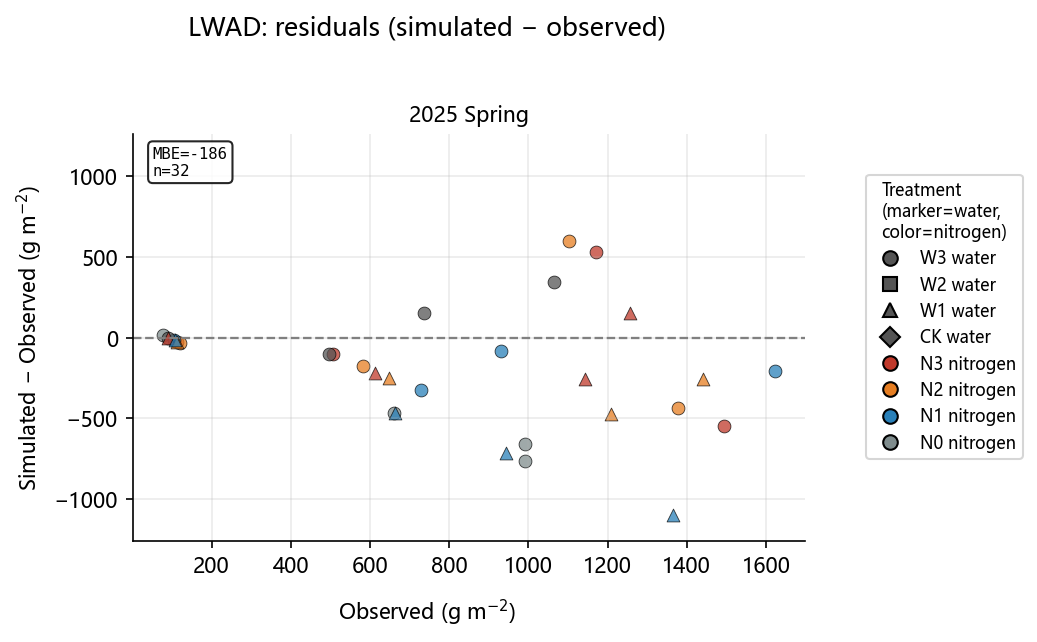 LWAD: residuals (simulated − observed)
2025 Spring
MBE=-186
n=32
1000
500
0
−500
−1000
Simulated − Observed (g m⁻²)
200 400 600 800 1000 1200 1400 1600
Observed (g m⁻²)
Treatment
(marker=water,
color=nitrogen)
W3 water
W2 water
W1 water
CK water
N3 nitrogen
N2 nitrogen
N1 nitrogen
N0 nitrogen